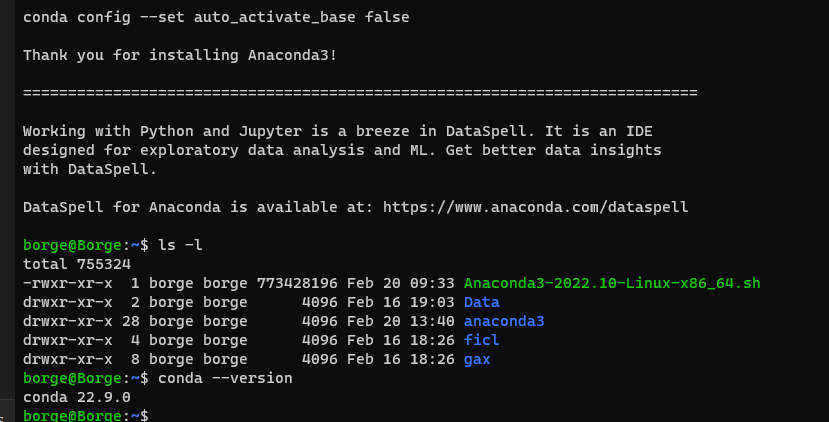 conda config --set auto_activate_base false
Thank you for installing Anaconda3!
===========================================================================
Working with Python and Jupyter is a breeze in DataSpell. It is an IDE
designed for exploratory data analysis and ML. Get better data insights
with DataSpell.
DataSpell for Anaconda is available at: https://www.anaconda.com/dataspell
borge@Borge:~$ ls -l
total 755324
-rwxr-xr-x  1 borge borge 773428196 Feb 20 09:33 Anaconda3-2022.10-Linux-x86_64.sh
drwxr-xr-x  2 borge borge      4096 Feb 16 19:03 Data
drwxr-xr-x 28 borge borge      4096 Feb 20 13:40 anaconda3
drwxr-xr-x  4 borge borge      4096 Feb 16 18:26 ficl
drwxr-xr-x  8 borge borge      4096 Feb 16 18:26 gax
borge@Borge:~$ conda --version
conda 22.9.0
borge@Borge:~$